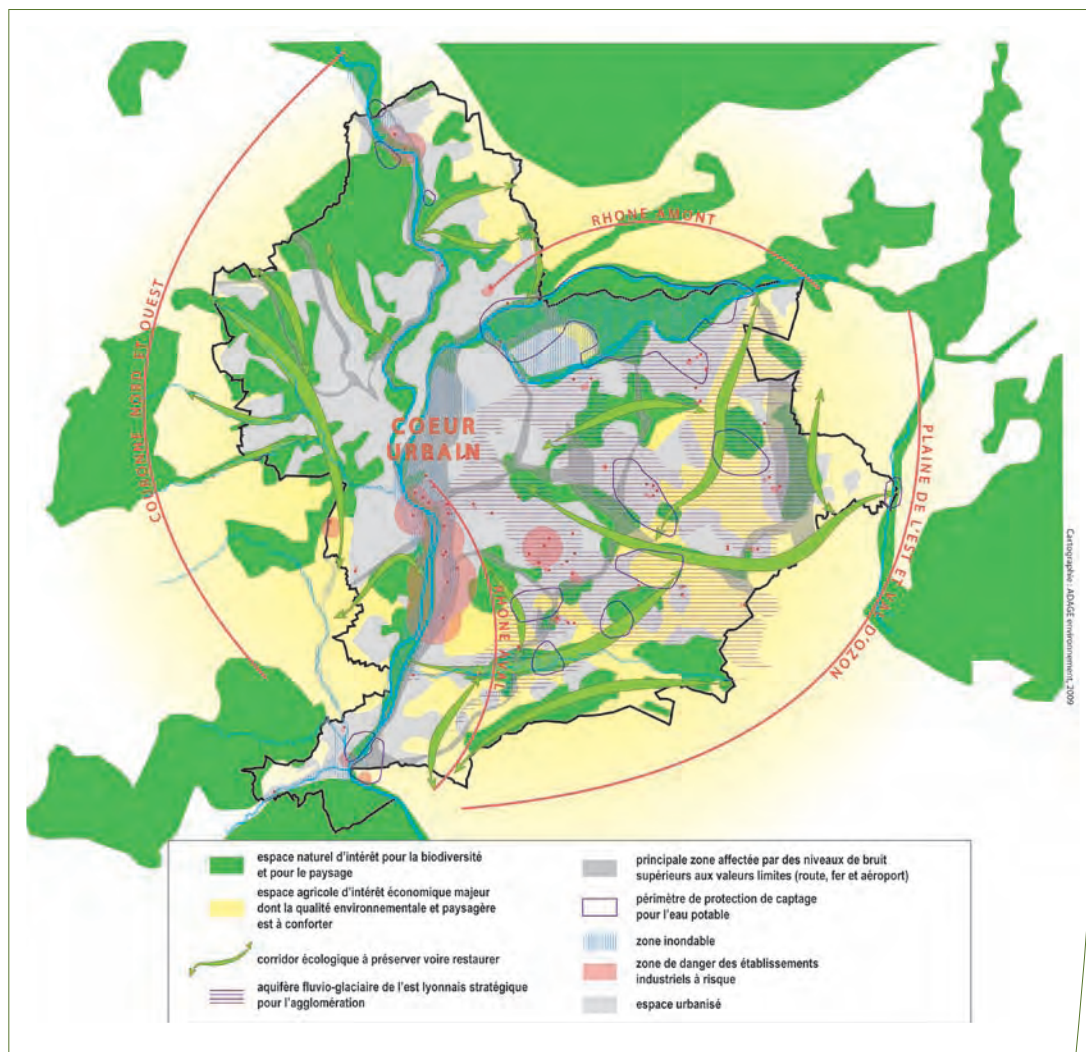 RHONE AMONT
COURONNE NORD ET OUEST
COEUR
URBAIN
PLAINE DE L'EST ET VAL D'OZON
RHONE AVAL
Cartographie : ADAGE environnement, 2009
espace naturel d'intérêt pour la biodiversité
et pour le paysage
espace agricole d'intérêt économique majeur
dont la qualité environnementale et paysagère
est à conforter
corridor écologique à préserver voire restaurer
aquifère fluvio-glaciaire de l'est lyonnais stratégique
pour l'agglomération
principale zone affectée par des niveaux de bruit
supérieurs aux valeurs limites (route, fer et aéroport)
périmètre de protection de captage
pour l'eau potable
zone inondable
zone de danger des établissements
industriels à risque
espace urbanisé